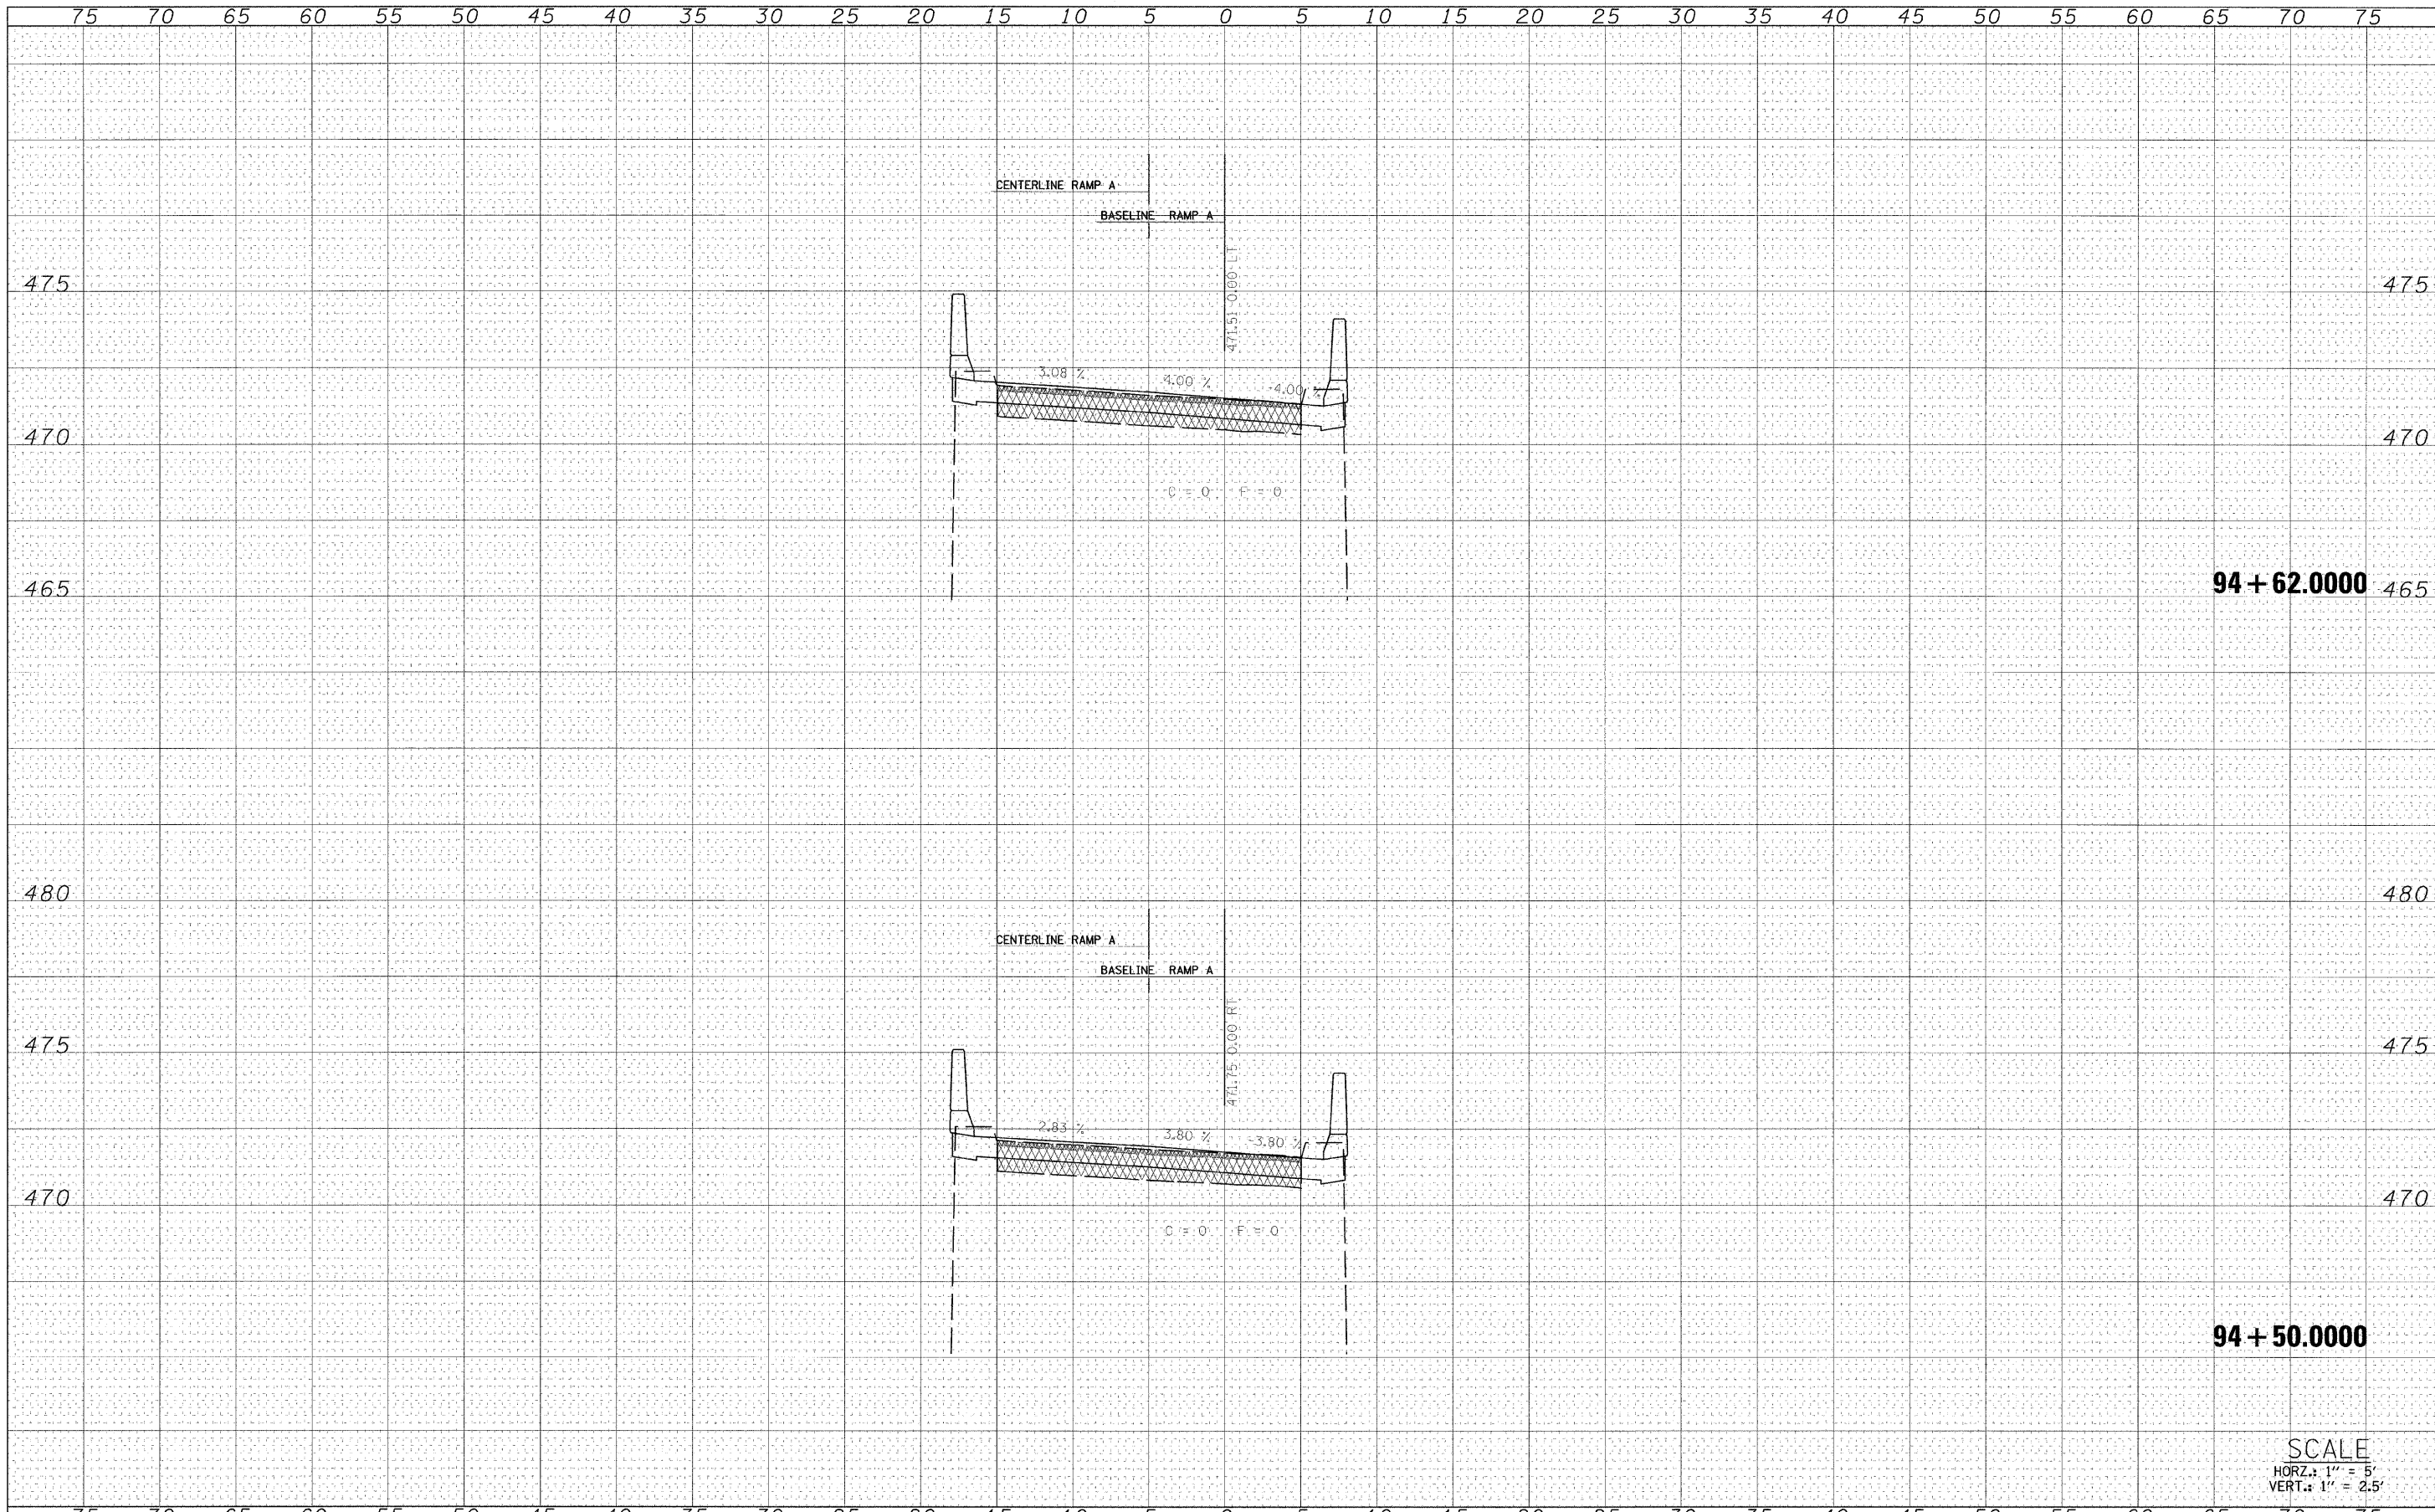 75 70 65 60 55 50 45 40 35 30 25 20 15 10 5 0 5 10 15 20 25 30 35 40 45 50 55 60 65 70 75
CENTERLINE RAMP A
BASELINE RAMP A
471.51 0.00 LT
475 475
3.08 % 4.00 % -4.00 %
470 470
C = 0 F = 0
465 94+62.0000 465
480 480
CENTERLINE RAMP A
BASELINE RAMP A
471.75 0.00 RT
475 475
2.83 % 3.80 % -3.80 %
470 470
C = 0 F = 0
94+50.0000
SCALE
HORZ.: 1" = 5'
VERT.: 1" = 2.5'